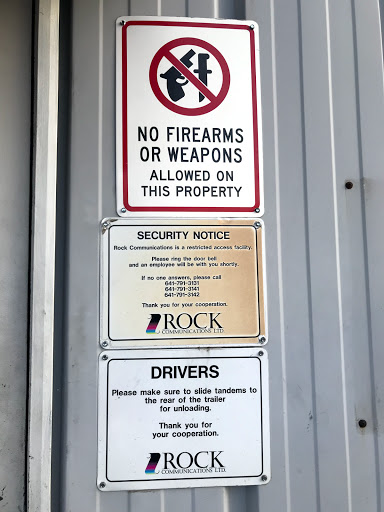 NO FIREARMS
OR WEAPONS
ALLOWED ON
THIS PROPERTY
SECURITY NOTICE
Rock Communications is a restricted access facility.
Please ring the door bell
and an employee will be with you shortly.
If no one answers, please call
641-791-3131
641-791-3141
641-791-3142
Thank you for your cooperation.
ROCK
COMMUNICATIONS LTD.
DRIVERS
Please make sure to slide tandems to
the rear of the trailer
for unloading.
Thank you for
your cooperation.
ROCK
COMMUNICATIONS LTD.